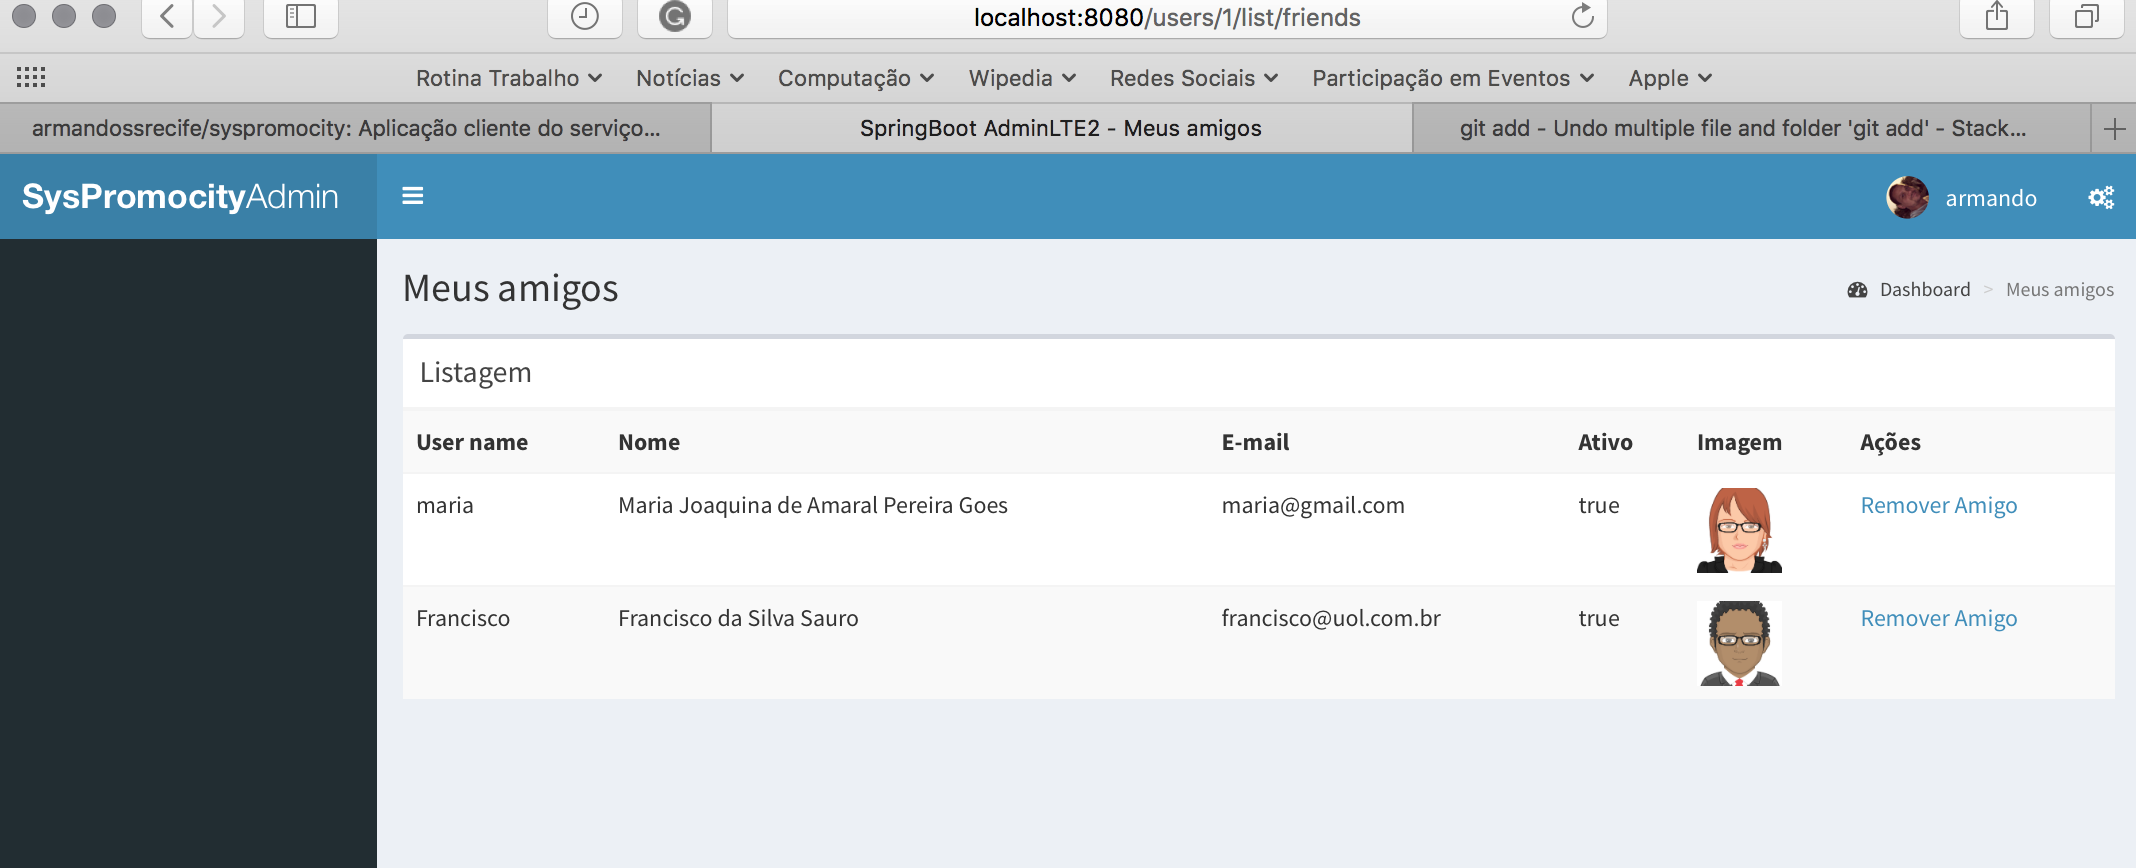 localhost:8080/users/1/list/friends
Rotina Trabalho Notícias Computação Wipedia Redes Sociais Participação em Eventos Apple
armandossrecife/syspromocity: Aplicação cliente do serviço... SpringBoot AdminLTE2 - Meus amigos git add - Undo multiple file and folder 'git add' - Stack...
SysPromocityAdmin armando
Meus amigos Dashboard > Meus amigos
Listagem
User name Nome E-mail Ativo Imagem Ações
maria Maria Joaquina de Amaral Pereira Goes maria@gmail.com true Remover Amigo
Francisco Francisco da Silva Sauro francisco@uol.com.br true Remover Amigo